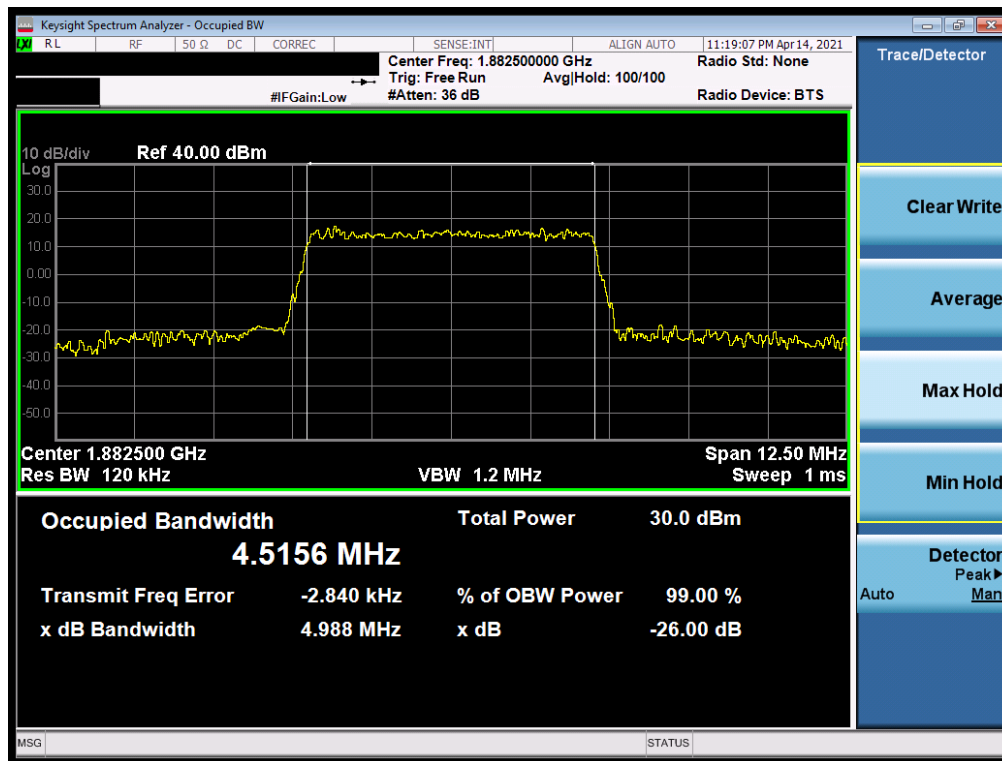 Keysight Spectrum Analyzer - Occupied BW
LXI RL RF 50 Ω DC CORREC SENSE:INT ALIGN AUTO 11:19:07 PM Apr 14, 2021
Center Freq: 1.882500000 GHz Radio Std: None
Trig: Free Run Avg|Hold: 100/100
#IFGain:Low #Atten: 36 dB Radio Device: BTS
10 dB/div Ref 40.00 dBm
Log
30.0
20.0
10.0
0.00
-10.0
-20.0
-30.0
-40.0
-50.0
Center 1.882500 GHz Span 12.50 MHz
Res BW 120 kHz VBW 1.2 MHz Sweep 1 ms
Occupied Bandwidth Total Power 30.0 dBm
4.5156 MHz
Transmit Freq Error -2.840 kHz % of OBW Power 99.00 %
x dB Bandwidth 4.988 MHz x dB -26.00 dB
MSG STATUS
Trace/Detector
Clear Write
Average
Max Hold
Min Hold
Detector
Peak▶
Auto Man